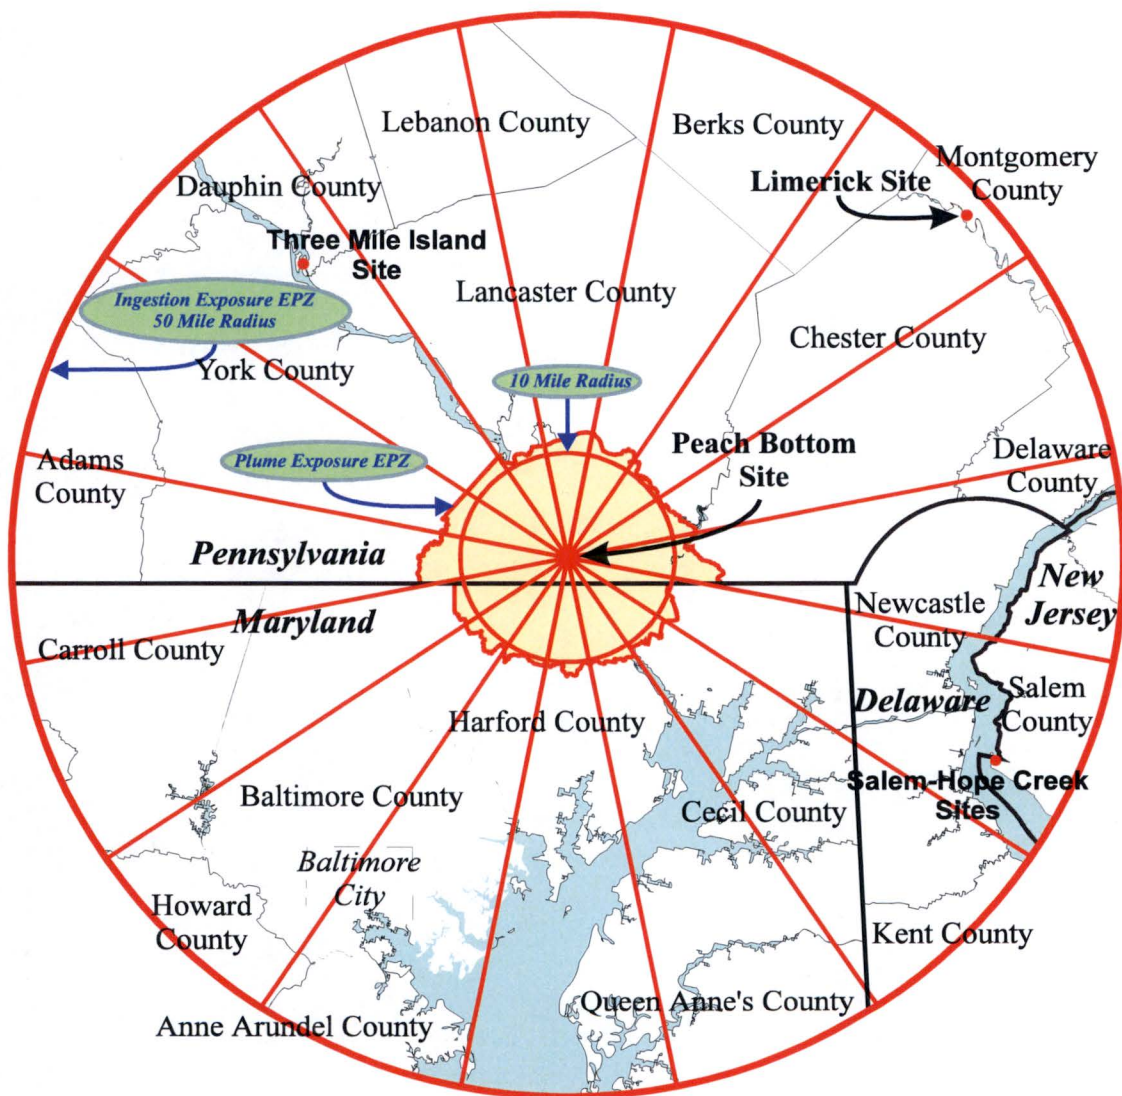 Lebanon County
Berks County
Montgomery
County
Limerick Site
Dauphin County
Three Mile Island
Site
Lancaster County
Ingestion Exposure EPZ
50 Mile Radius
Chester County
York County
10 Mile Radius
Peach Bottom
Site
Plume Exposure EPZ
Adams
County
Delaware
County
Pennsylvania
New
Jersey
Maryland
Newcastle
County
Carroll County
Delaware
Salem
County
Harford County
Salem-Hope Creek
Sites
Baltimore County
Cecil County
Baltimore
City
Howard
County
Kent County
Queen Anne's County
Anne Arundel County